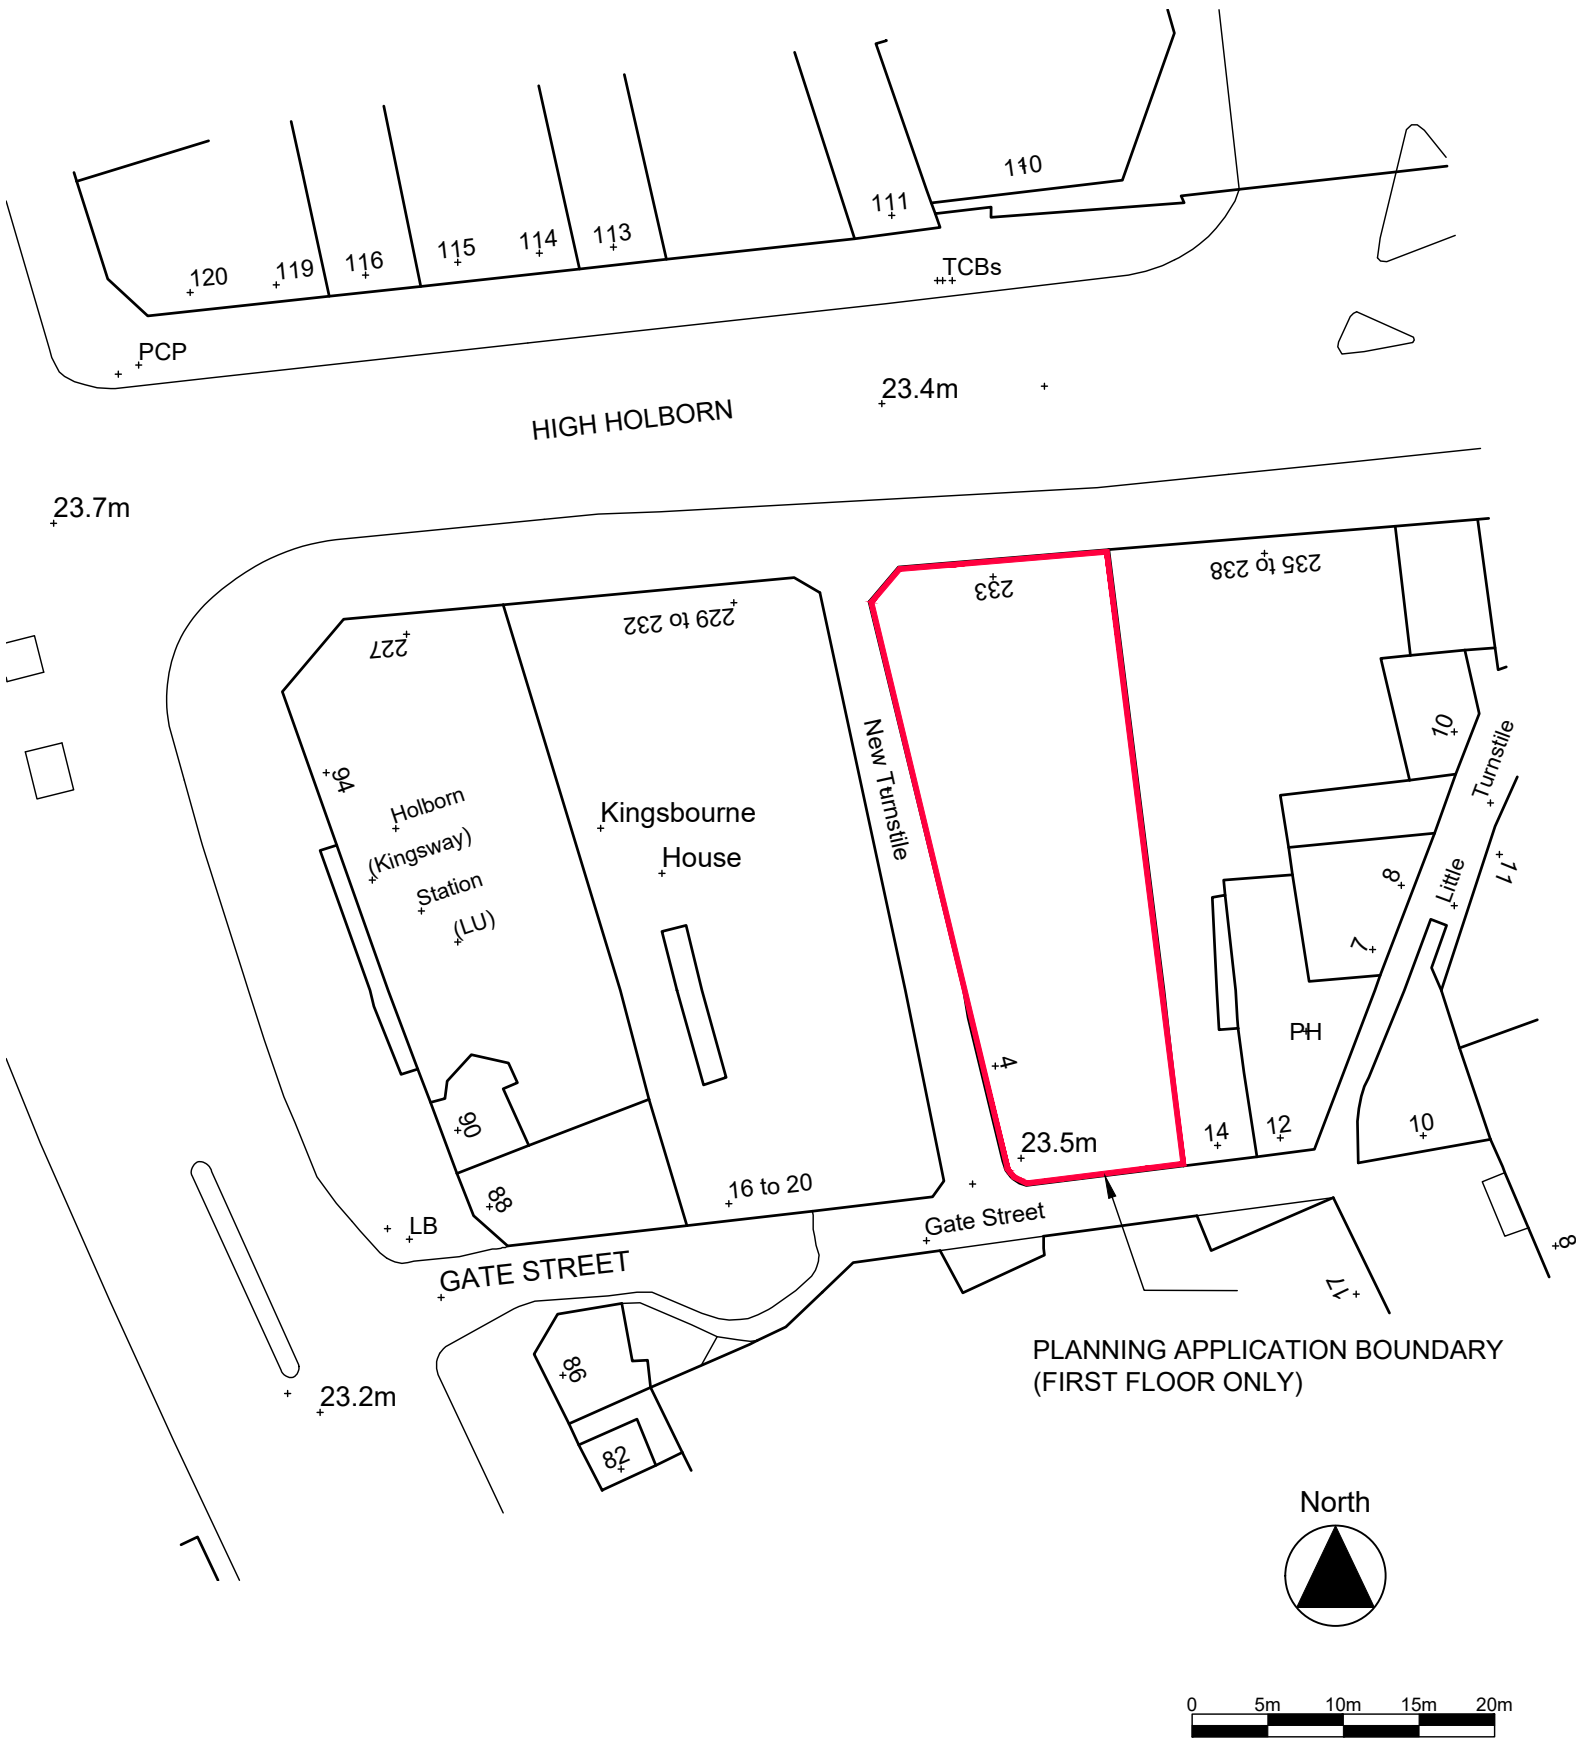 110
111
113
114
115
116
119
120
TCBs
PCP
23.4m
HIGH HOLBORN
23.7m
235 to 238
233
229 to 232
227
New Turnstile
10
Turnstile
94
Holborn
(Kingsway)
Station
(LU)
Kingsbourne
House
8
Little
11
7
PH
4
90
14
12
10
23.5m
88
16 to 20
LB
Gate Street
GATE STREET
8
17
PLANNING APPLICATION BOUNDARY
(FIRST FLOOR ONLY)
86
23.2m
82
North
0 5m 10m 15m 20m